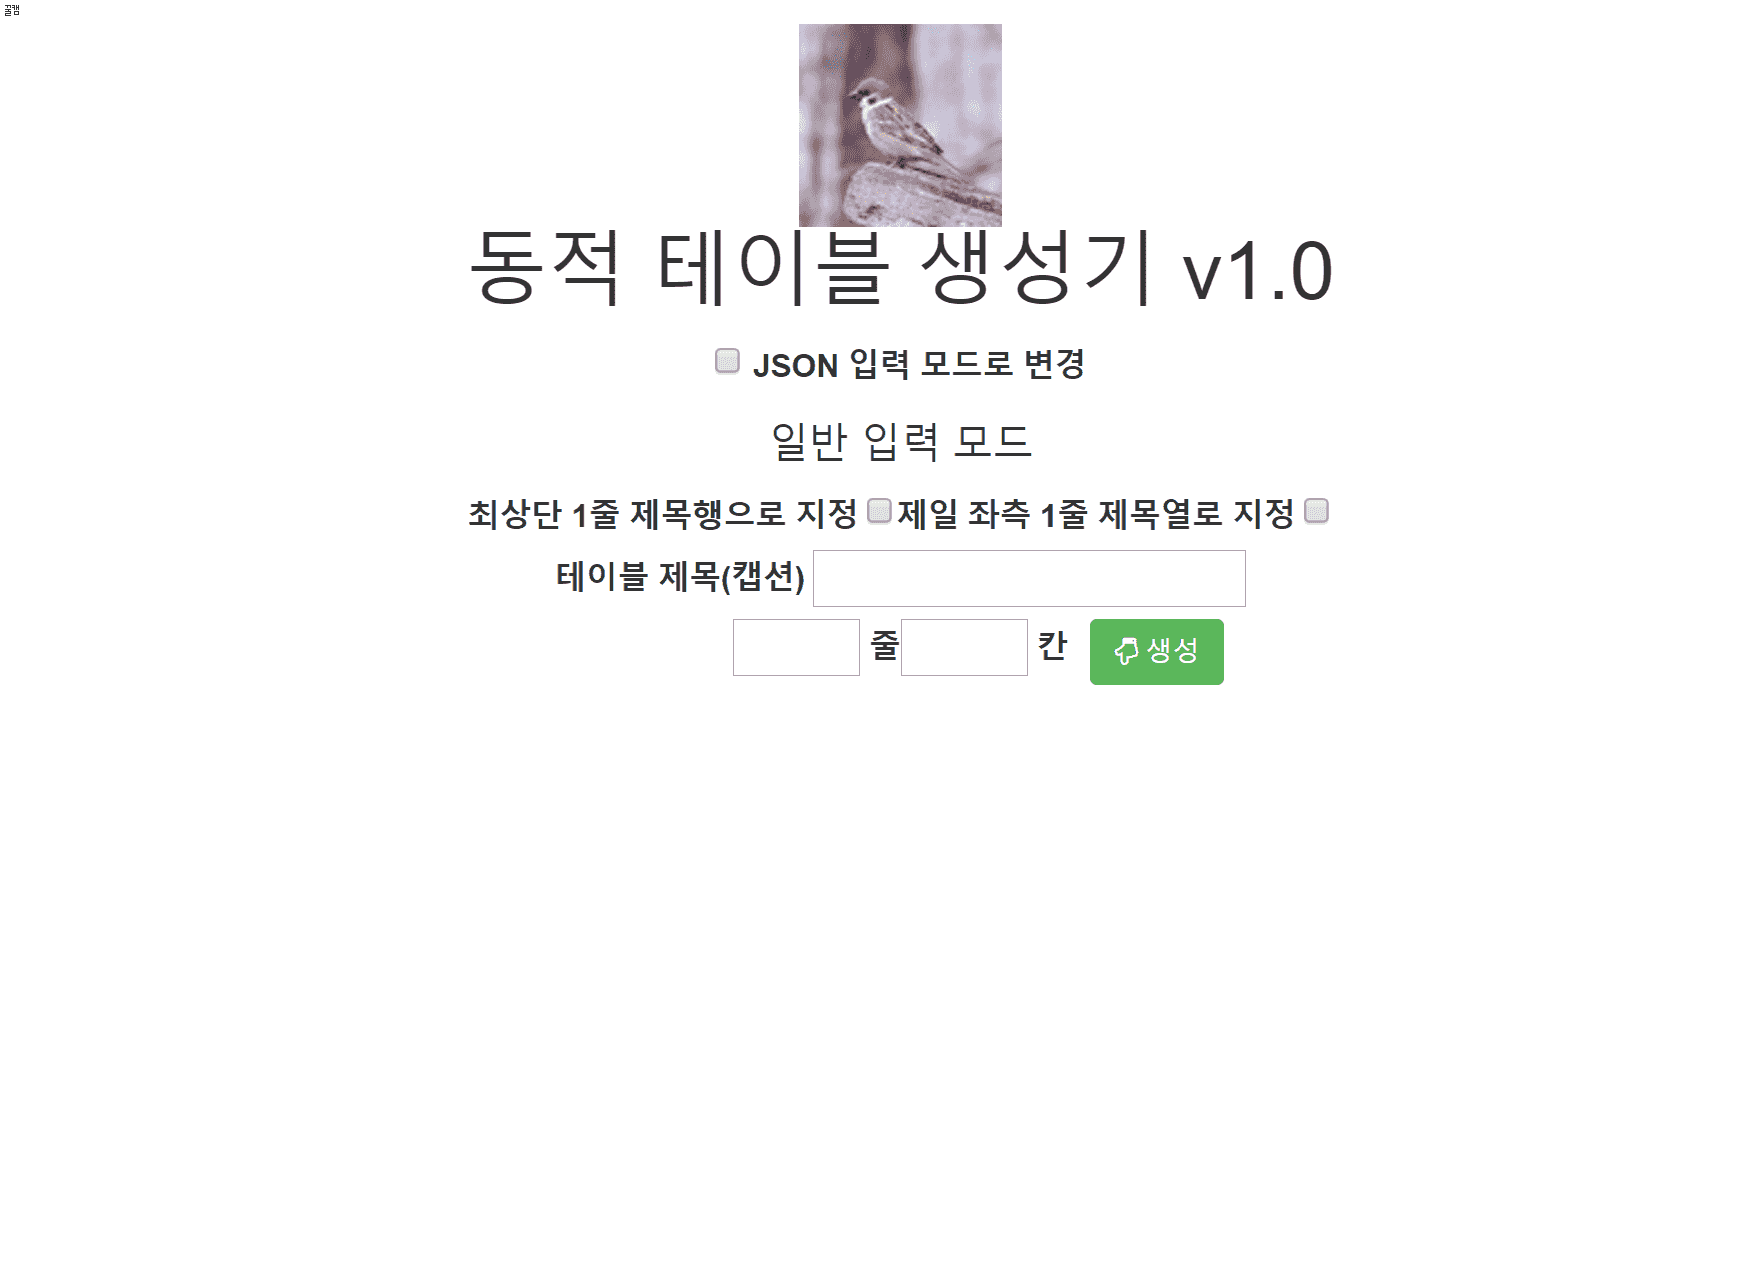 꿀캠
동적 테이블 생성기 v1.0
JSON 입력 모드로 변경
일반 입력 모드
최상단 1줄 제목행으로 지정 제일 좌측 1줄 제목열로 지정
테이블 제목(캡션)
줄 칸 생성